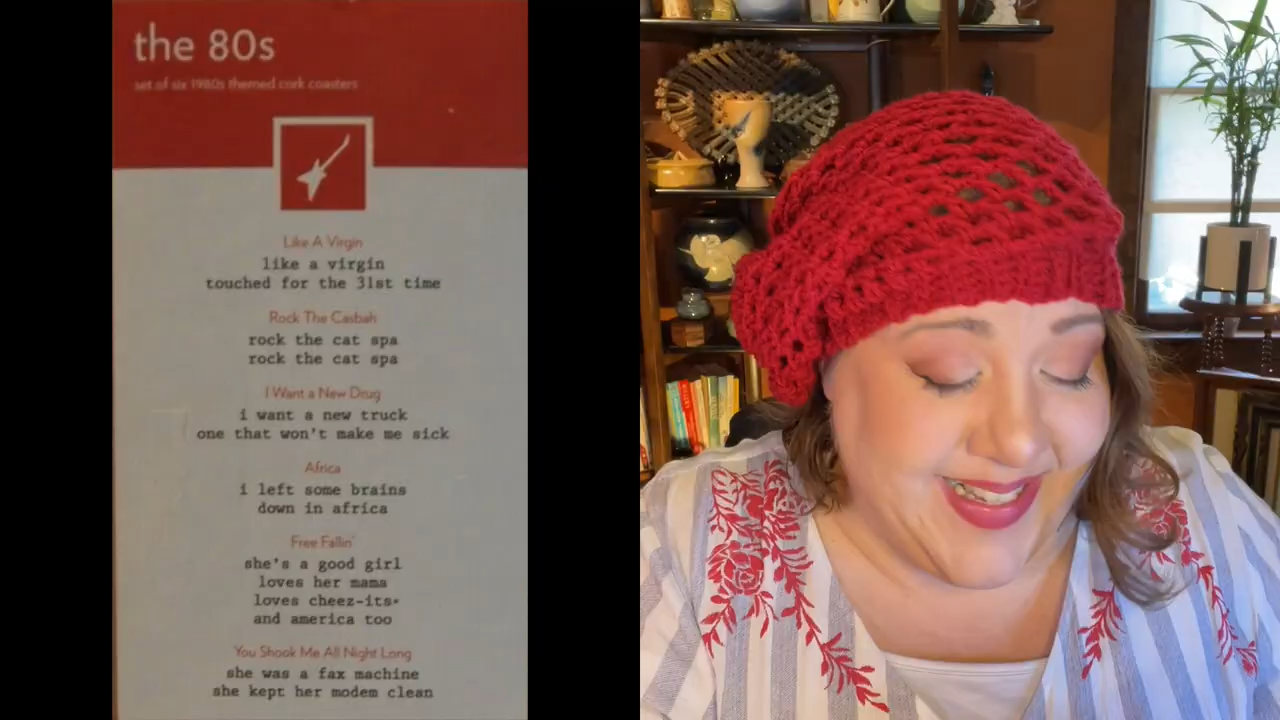 the 80s
set of six 1980s themed cork coasters
Like A Virgin
like a virgin
touched for the 31st time
Rock The Casbah
rock the cat spa
rock the cat spa
I Want a New Drug
i want a new truck
one that won't make me sick
Africa
i left some brains
down in africa
Free Fallin'
she's a good girl
loves her mama
loves cheez-its*
and america too
You Shook Me All Night Long
she was a fax machine
she kept her modem clean